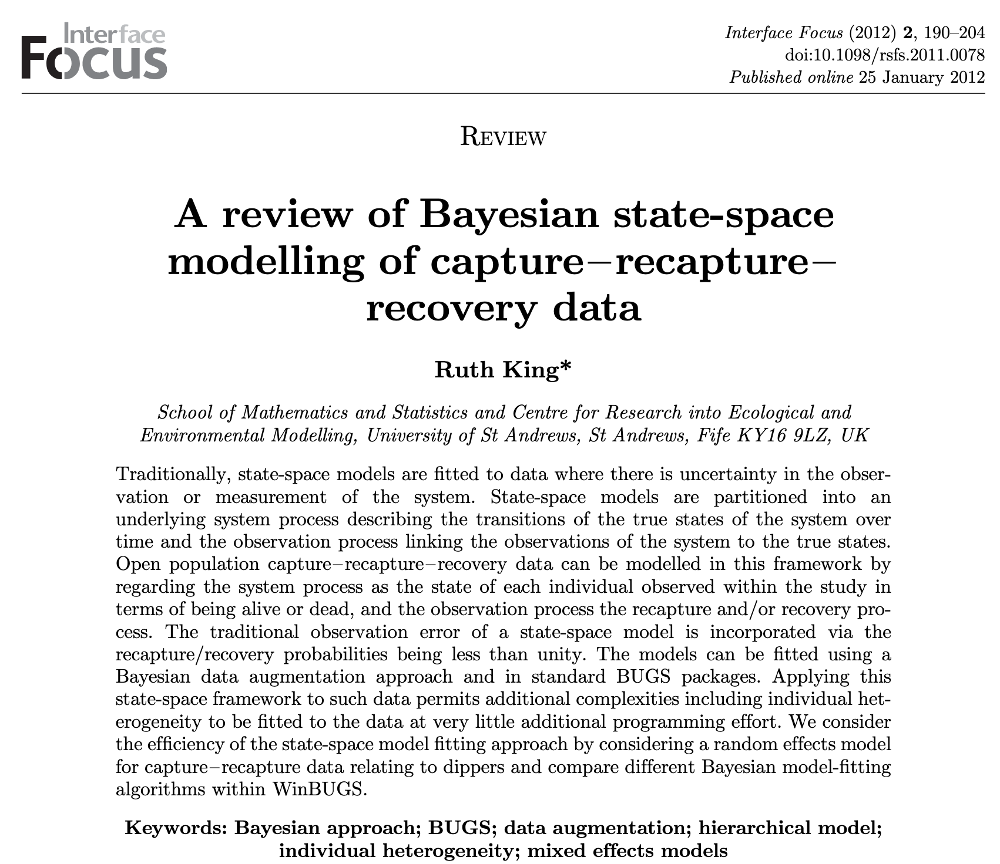 Interface
Focus
Interface Focus (2012) 2, 190–204
doi:10.1098/rsfs.2011.0078
Published online 25 January 2012
REVIEW
A review of Bayesian state-space
modelling of capture–recapture–
recovery data
Ruth King*
School of Mathematics and Statistics and Centre for Research into Ecological and
Environmental Modelling, University of St Andrews, St Andrews, Fife KY16 9LZ, UK
Traditionally, state-space models are fitted to data where there is uncertainty in the obser-
vation or measurement of the system. State-space models are partitioned into an
underlying system process describing the transitions of the true states of the system over
time and the observation process linking the observations of the system to the true states.
Open population capture–recapture–recovery data can be modelled in this framework by
regarding the system process as the state of each individual observed within the study in
terms of being alive or dead, and the observation process the recapture and/or recovery pro-
cess. The traditional observation error of a state-space model is incorporated via the
recapture/recovery probabilities being less than unity. The models can be fitted using a
Bayesian data augmentation approach and in standard BUGS packages. Applying this
state-space framework to such data permits additional complexities including individual het-
erogeneity to be fitted to the data at very little additional programming effort. We consider
the efficiency of the state-space model fitting approach by considering a random effects model
for capture–recapture data relating to dippers and compare different Bayesian model-fitting
algorithms within WinBUGS.
Keywords: Bayesian approach; BUGS; data augmentation; hierarchical model;
individual heterogeneity; mixed effects models